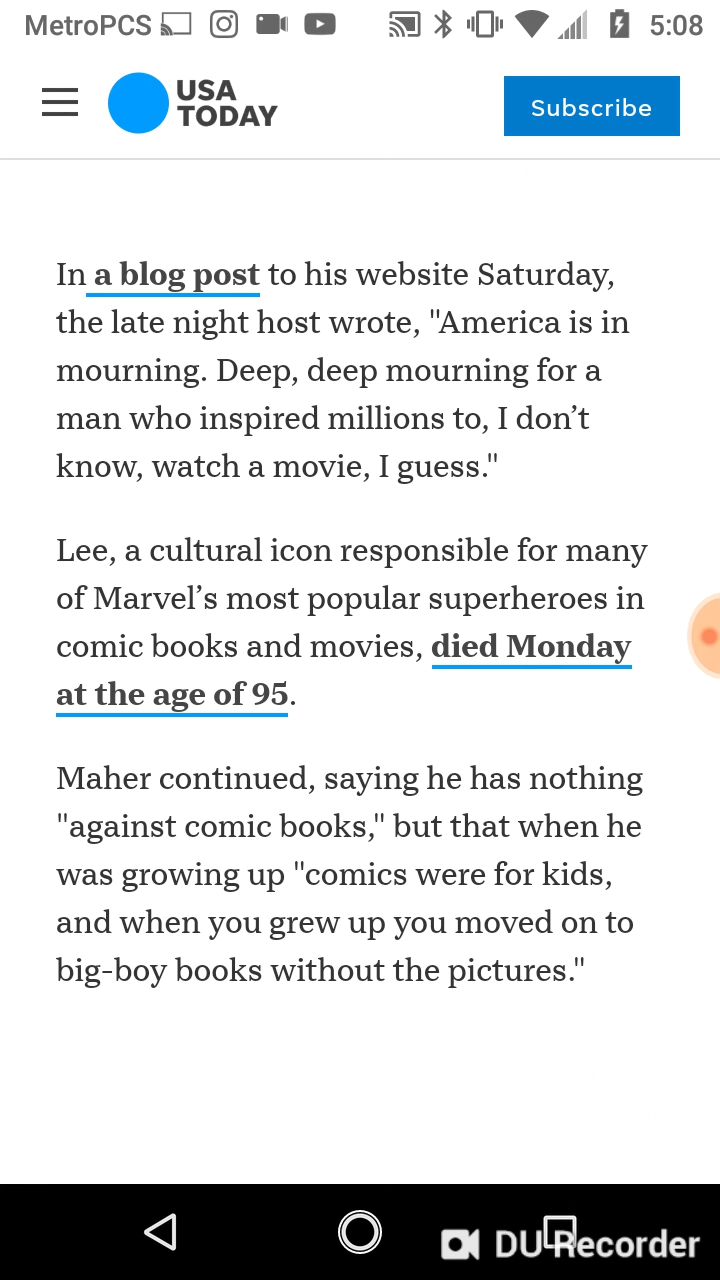 MetroPCS 5:08
USA
TODAY
Subscribe
In a blog post to his website Saturday,
the late night host wrote, "America is in
mourning. Deep, deep mourning for a
man who inspired millions to, I don’t
know, watch a movie, I guess."
Lee, a cultural icon responsible for many
of Marvel’s most popular superheroes in
comic books and movies, died Monday
at the age of 95.
Maher continued, saying he has nothing
"against comic books," but that when he
was growing up "comics were for kids,
and when you grew up you moved on to
big-boy books without the pictures."
DU Recorder